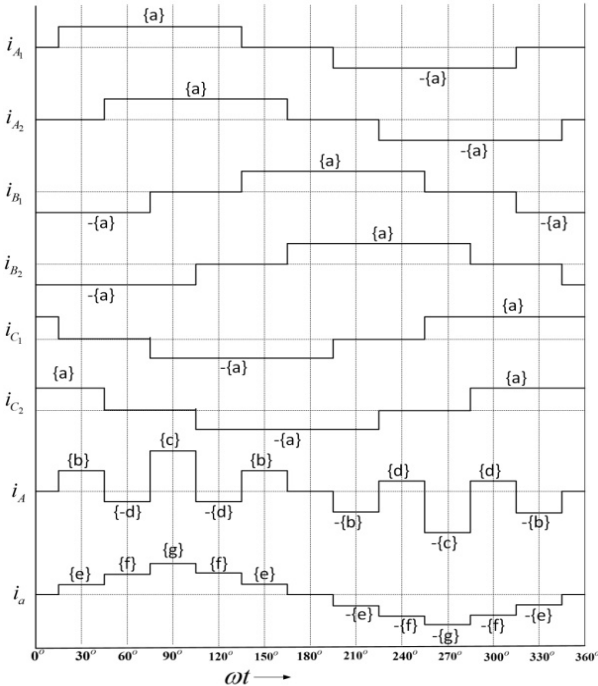 {a}
i_{A_1}
-{a}
{a}
i_{A_2}
-{a}
{a}
i_{B_1}
-{a} -{a}
{a}
i_{B_2}
-{a}
{a}
i_{C_1}
-{a}
{a} {a}
i_{C_2}
-{a}
{c}
{b} {b} {d} {d}
i_A
{-d} -{d} -{b} -{b}
-{c}
{g}
{f} {f}
{e} {e}
i_a
-{e} -{e}
-{f} -{f}
-{g}
0° 30° 60° 90° 120° 150° 180° 210° 240° 270° 300° 330° 360°
ωt